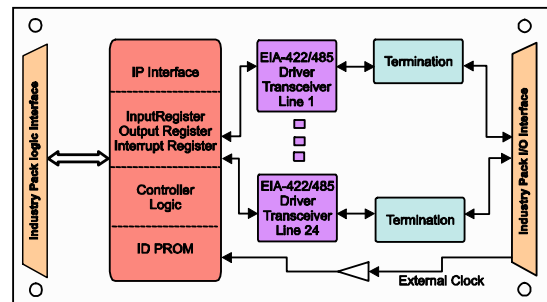 Industry Pack logic Interface
IP Interface
InputRegister
Output Register
Interrupt Register
Controller
Logic
ID PROM
EIA-422/485
Driver
Transceiver
Line 1
Termination
EIA-422/485
Driver
Transceiver
Line 24
Termination
External Clock
Industry Pack I/O Interface